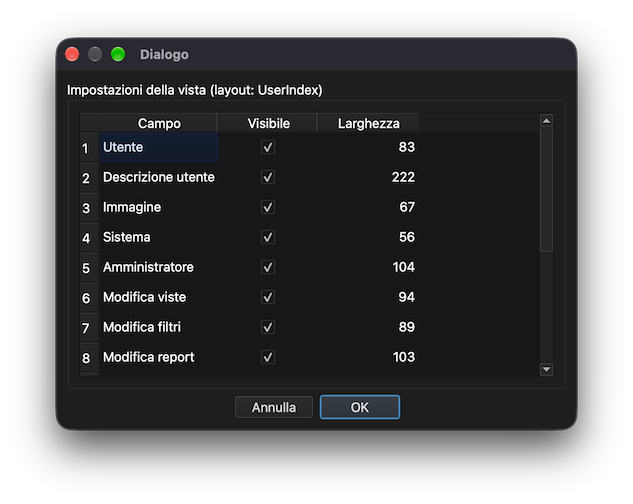 Dialogo
Impostazioni della vista (layout: UserIndex)
Campo Visibile Larghezza
1 Utente 83
2 Descrizione utente 222
3 Immagine 67
4 Sistema 56
5 Amministratore 104
6 Modifica viste 94
7 Modifica filtri 89
8 Modifica report 103
Annulla OK